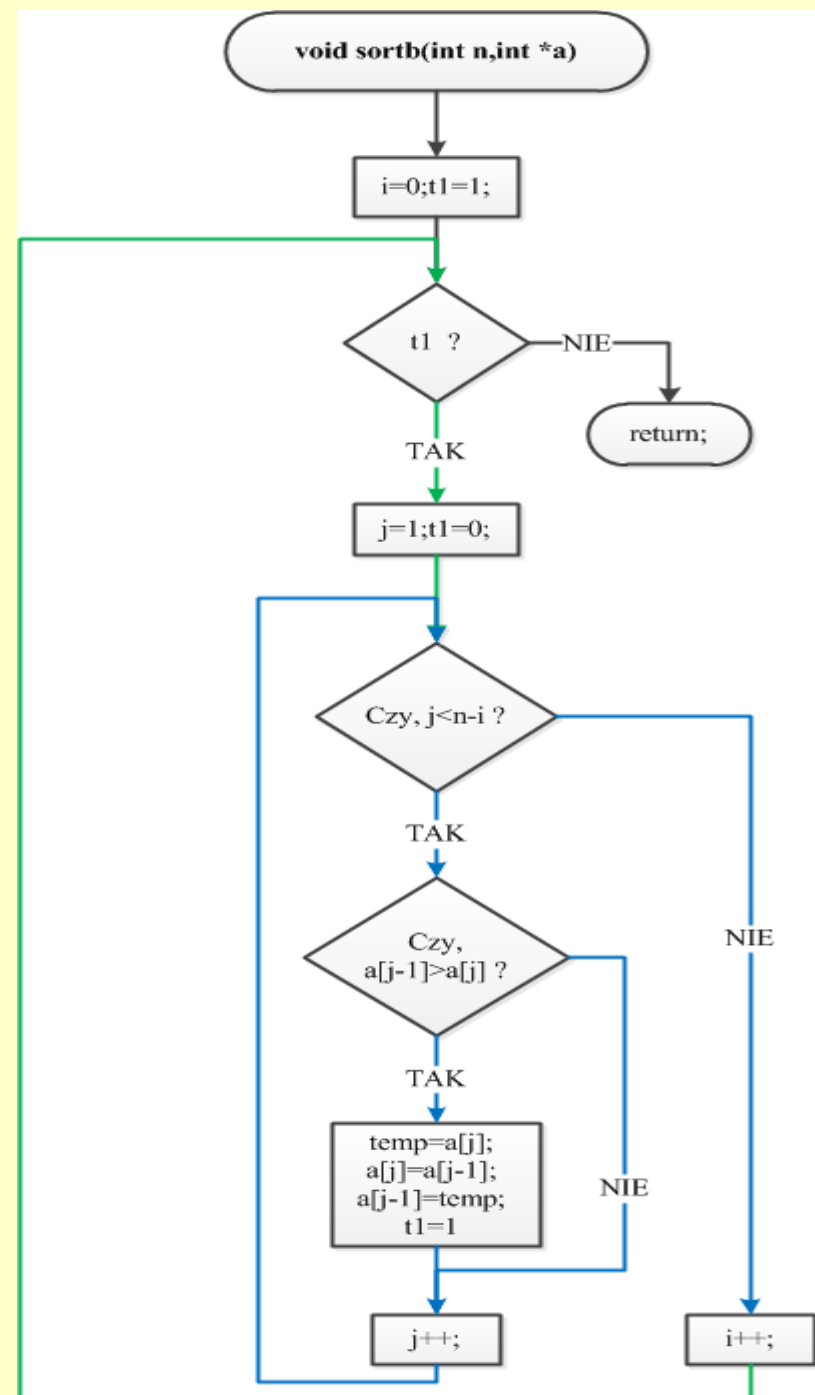 void sortb(int n,int *a)
i=0;t1=1;
t1 ?
NIE
return;
TAK
j=1;t1=0;
Czy, j<n-i ?
TAK
NIE
Czy,
a[j-1]>a[j] ?
TAK
temp=a[j];
a[j]=a[j-1];
a[j-1]=temp;
t1=1
NIE
j++;
i++;